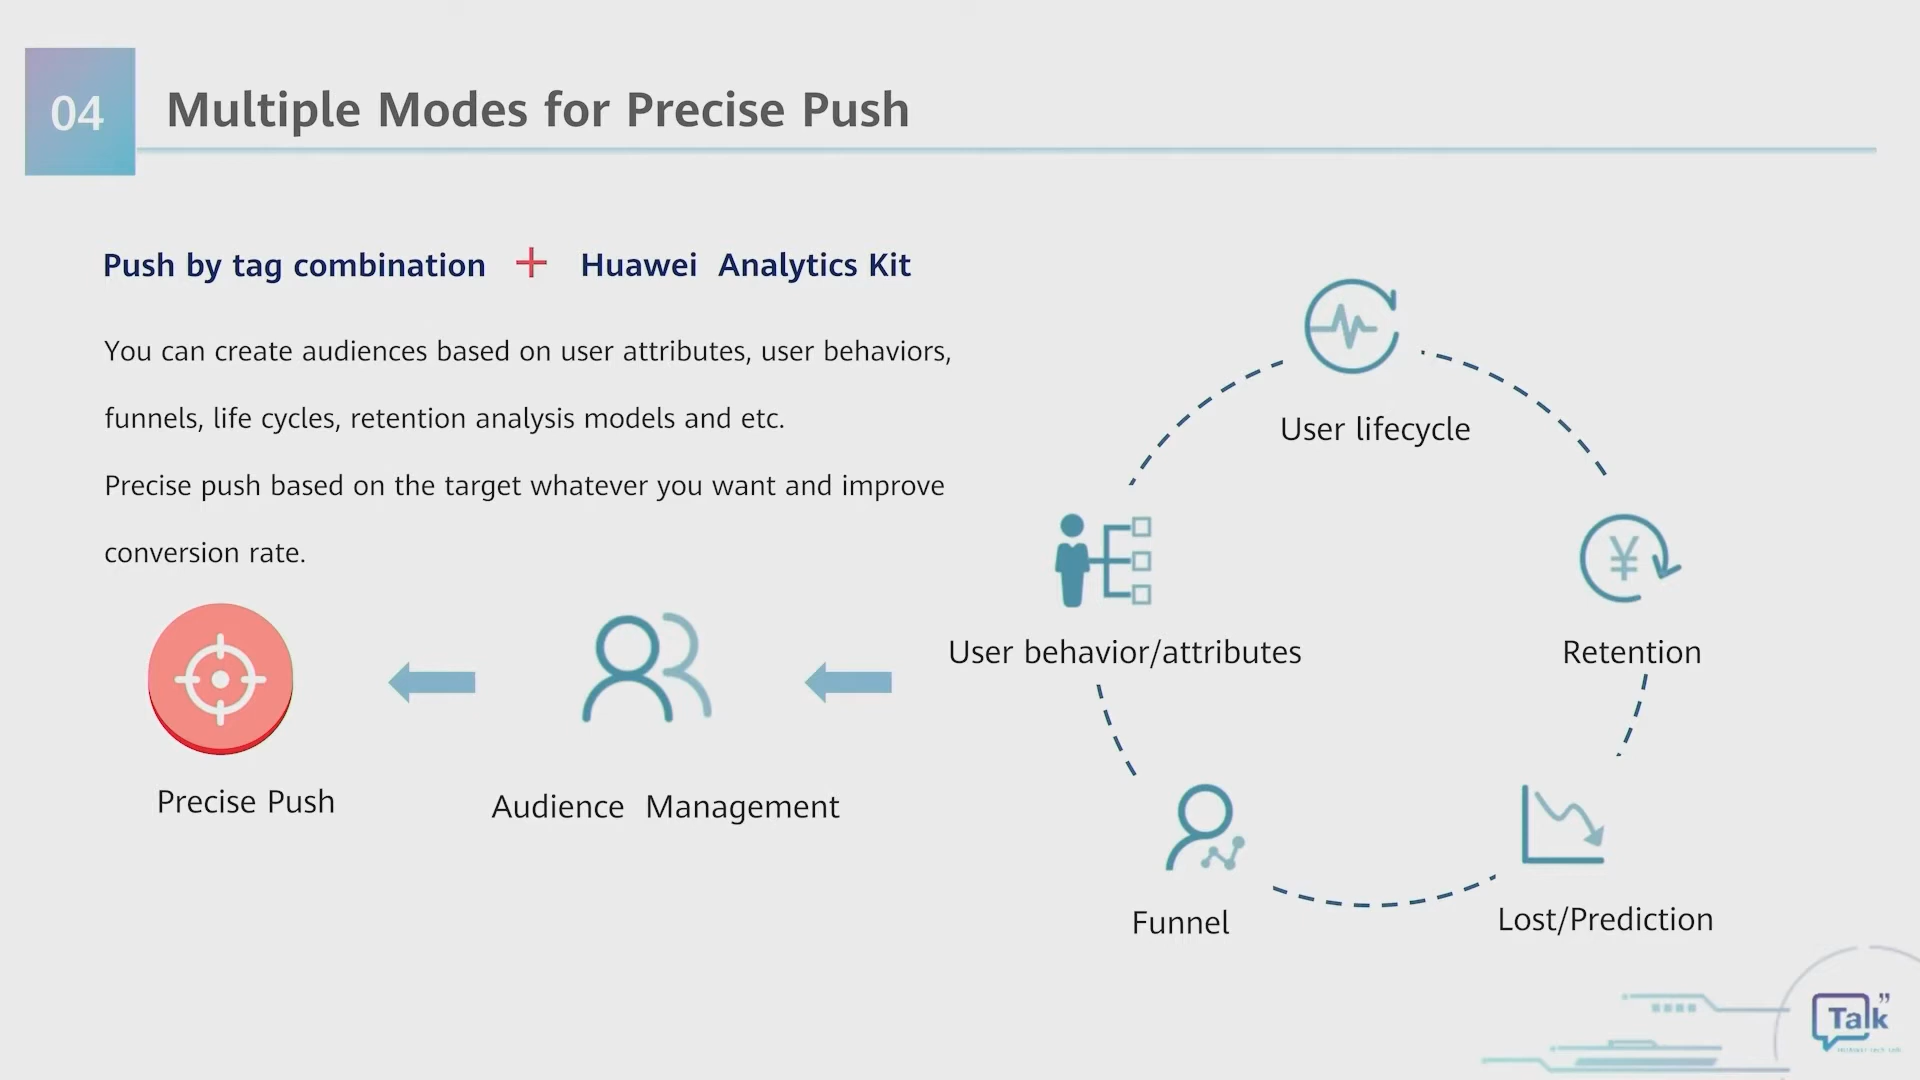 04
Multiple Modes for Precise Push
Push by tag combination + Huawei Analytics Kit
You can create audiences based on user attributes, user behaviors,
funnels, life cycles, retention analysis models and etc.
Precise push based on the target whatever you want and improve
conversion rate.
User lifecycle
¥
User behavior/attributes
Retention
Precise Push
Audience Management
Funnel
Lost/Prediction
Talk”